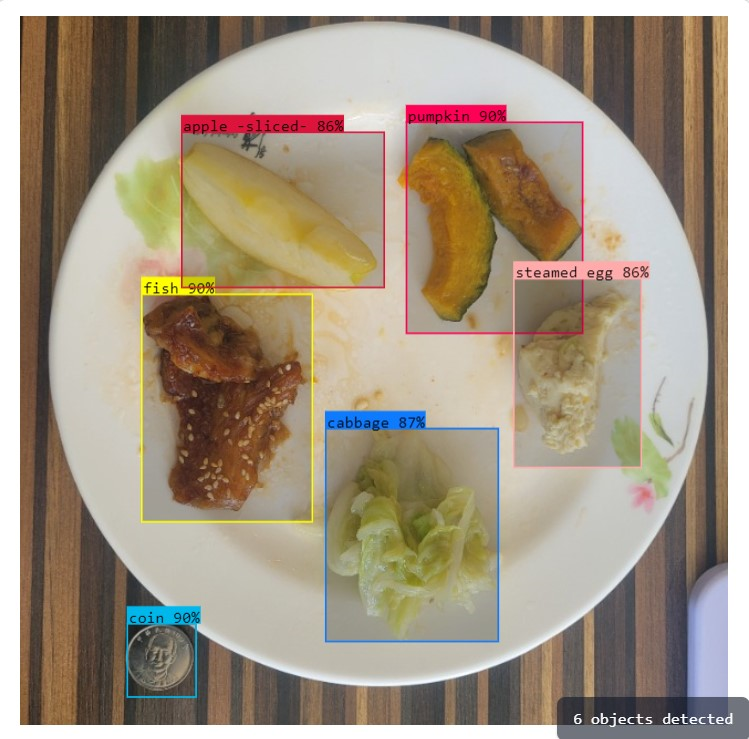 apple -sliced- 86%
pumpkin 90%
steamed egg 86%
fish 90%
cabbage 87%
coin 90%
6 objects detected